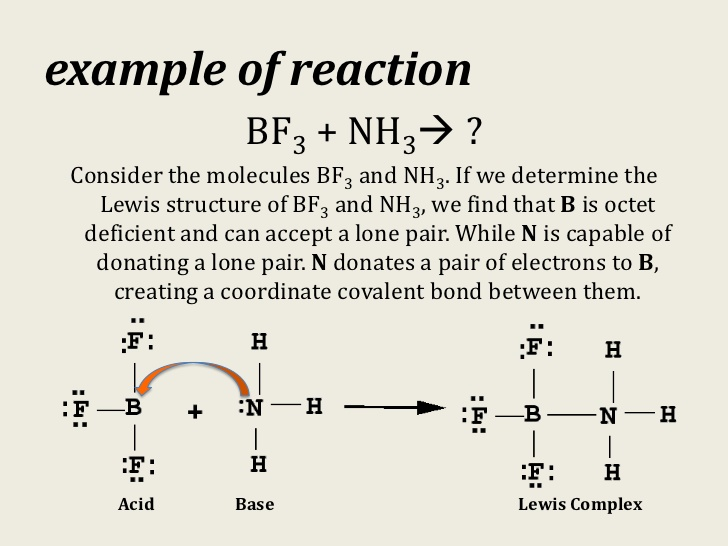 example of reaction
BF₃ + NH₃→ ?
Consider the molecules BF₃ and NH₃. If we determine the
Lewis structure of BF₃ and NH₃, we find that B is octet
deficient and can accept a lone pair. While N is capable of
donating a lone pair. N donates a pair of electrons to B,
creating a coordinate covalent bond between them.
F H F H
F B + N H F B N H
F H F H
Acid Base Lewis Complex